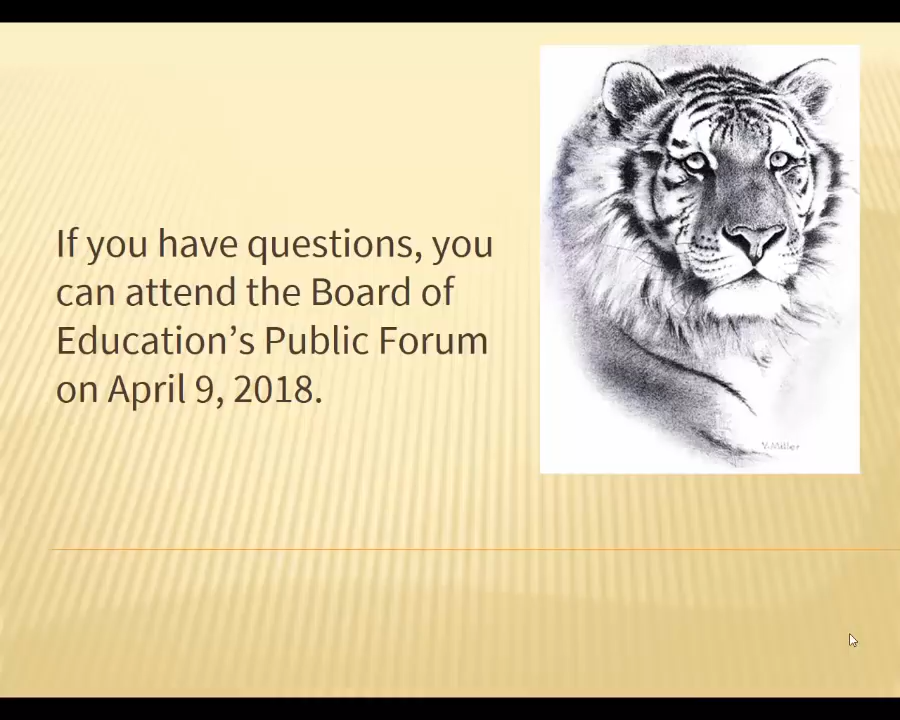 If you have questions, you
can attend the Board of
Education’s Public Forum
on April 9, 2018.
V. Miller